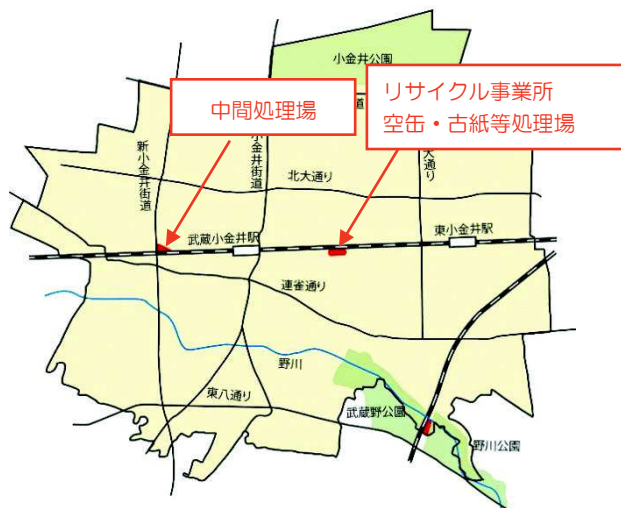 小金井公園
中間処理場
リサイクル事業所
空缶・古紙等処理場
道
新小金井街道
小金井街道
大通り
北大通り
武蔵小金井駅
東小金井駅
連雀通り
野川
東八通り
武蔵野公園
野川公園